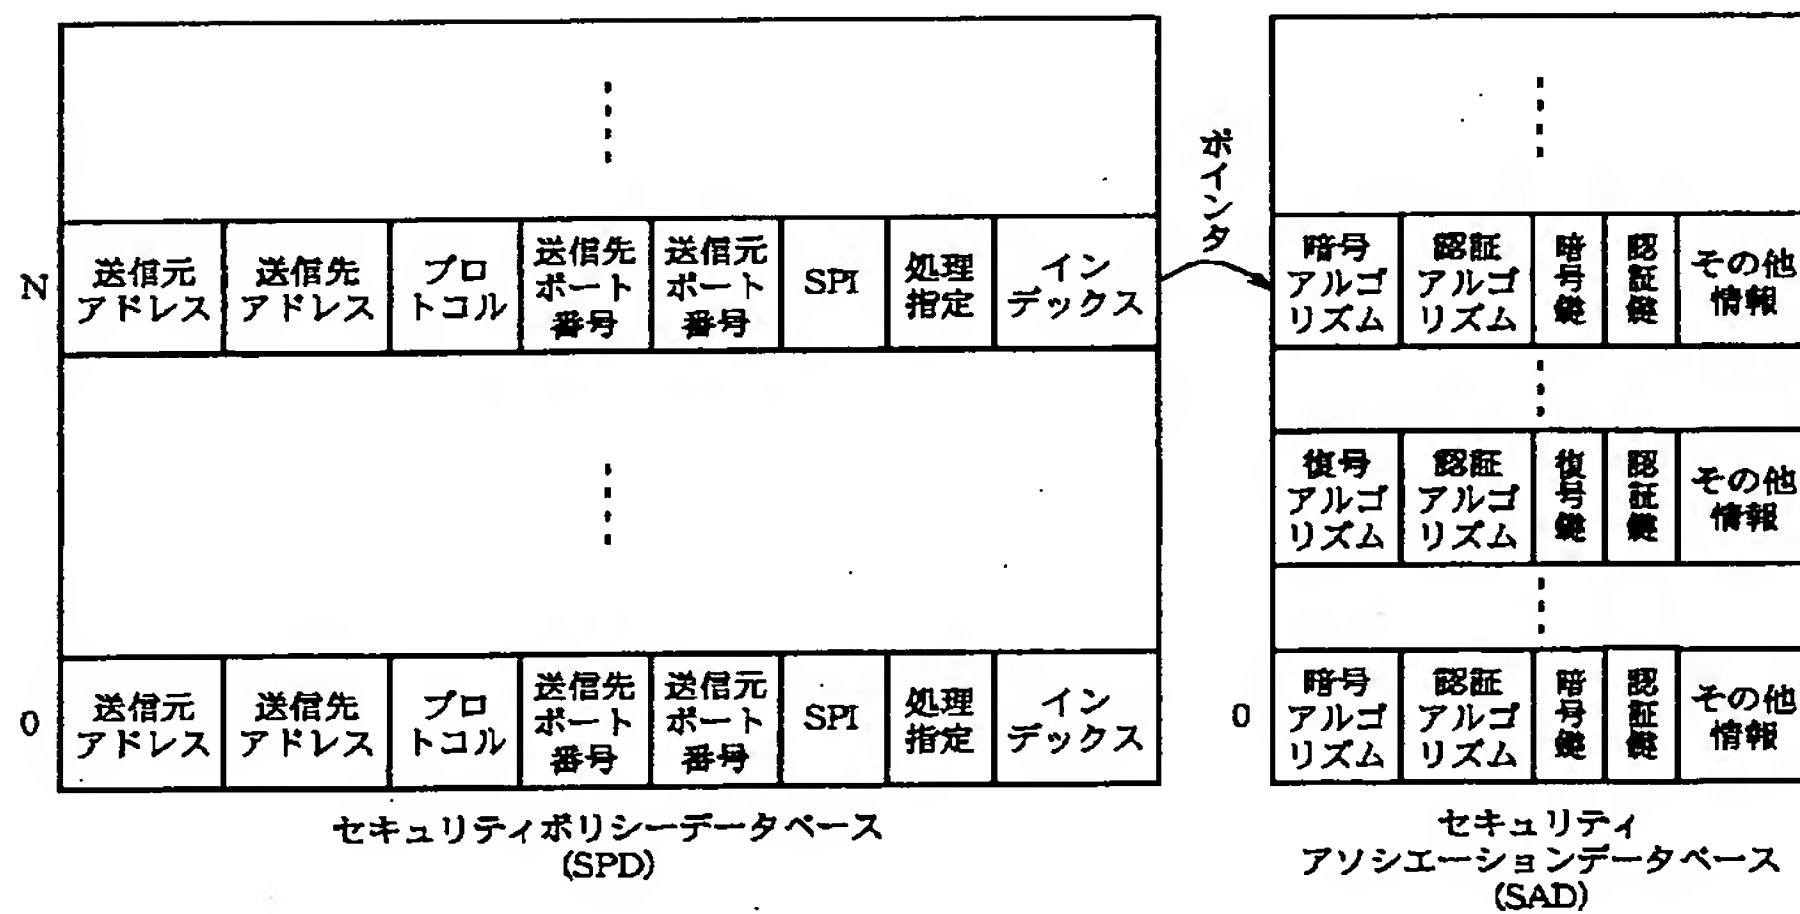 ポインタ
N
送信元
アドレス
送信先
アドレス
プロ
トコル
送信先
ポート
番号
送信元
ポート
番号
SPI
処理
指定
イン
デックス
暗号
アルゴ
リズム
認証
アルゴ
リズム
暗号鍵
認証鍵
その他
情報
復号
アルゴ
リズム
認証
アルゴ
リズム
復号鍵
認証鍵
その他
情報
0
送信元
アドレス
送信先
アドレス
プロ
トコル
送信先
ポート
番号
送信元
ポート
番号
SPI
処理
指定
イン
デックス
0
暗号
アルゴ
リズム
認証
アルゴ
リズム
暗号鍵
認証鍵
その他
情報
セキュリティポリシーデータベース
(SPD)
セキュリティ
アソシエーションデータベース
(SAD)